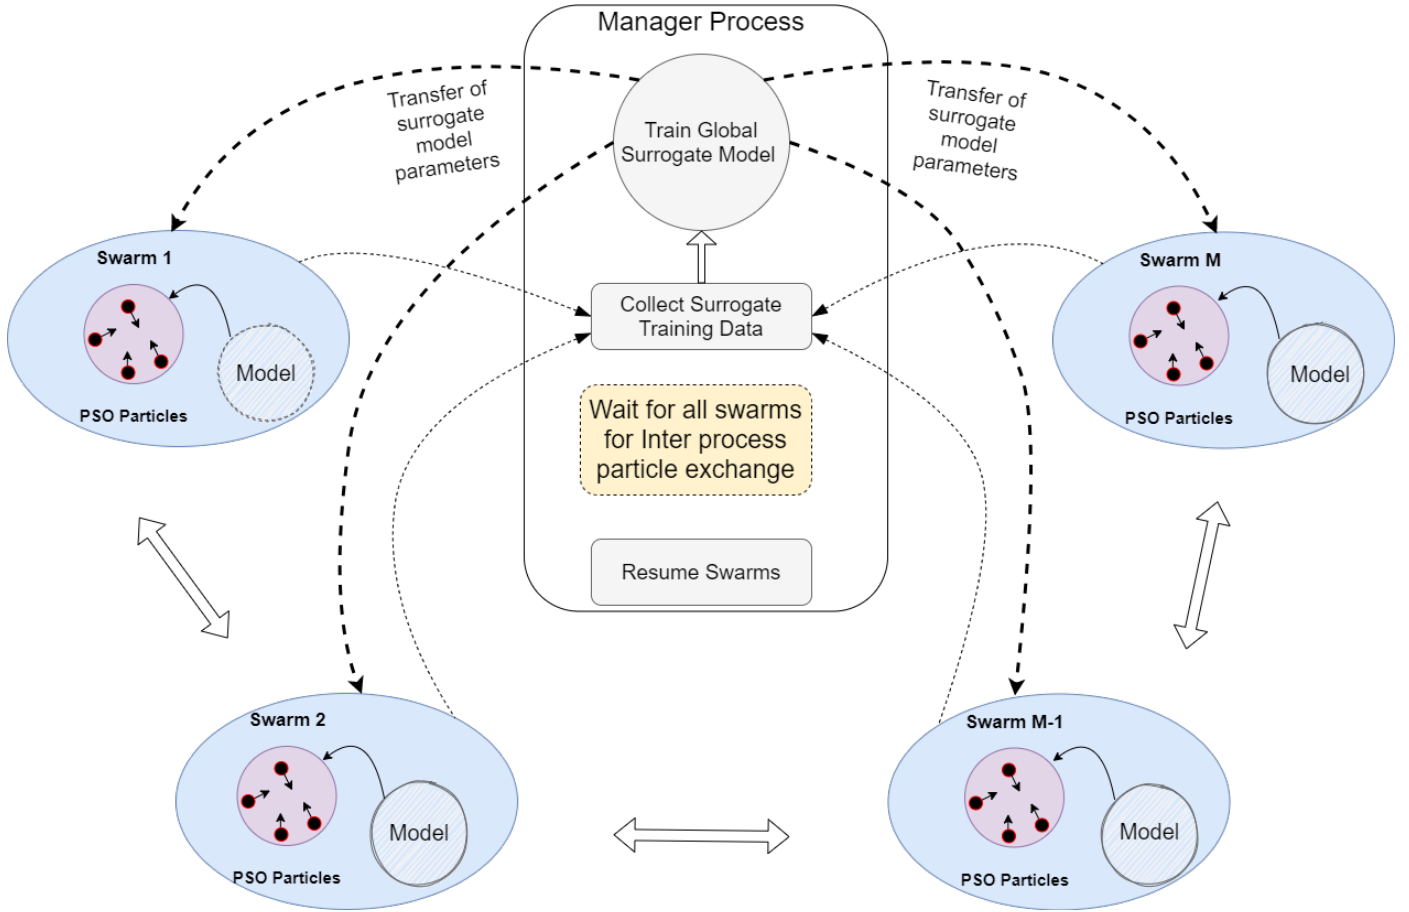 Manager Process
Transfer of
surrogate
model
parameters
Train Global
Surrogate Model
Transfer of
surrogate
model
parameters
Swarm 1
Model
PSO Particles
Collect Surrogate
Training Data
Swarm M
Model
PSO Particles
Wait for all swarms
for Inter process
particle exchange
Resume Swarms
Swarm 2
Model
PSO Particles
Swarm M-1
Model
PSO Particles